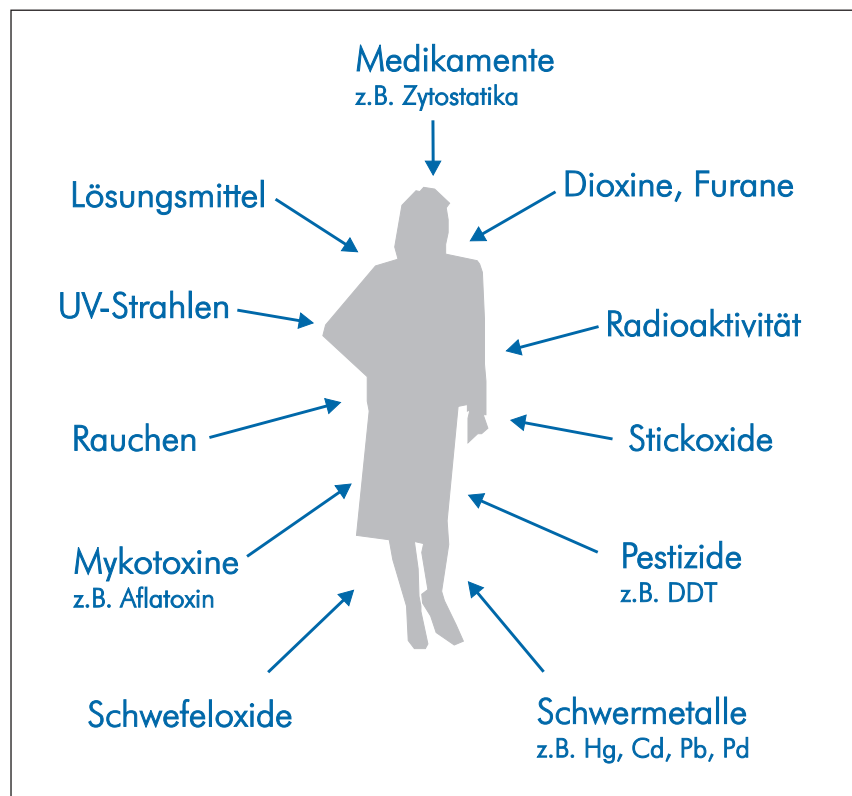 Medikamente
z.B. Zytostatika
Lösungsmittel
Dioxine, Furane
UV-Strahlen
Radioaktivität
Rauchen
Stickoxide
Mykotoxine
z.B. Aflatoxin
Pestizide
z.B. DDT
Schwefeloxide
Schwermetalle
z.B. Hg, Cd, Pb, Pd